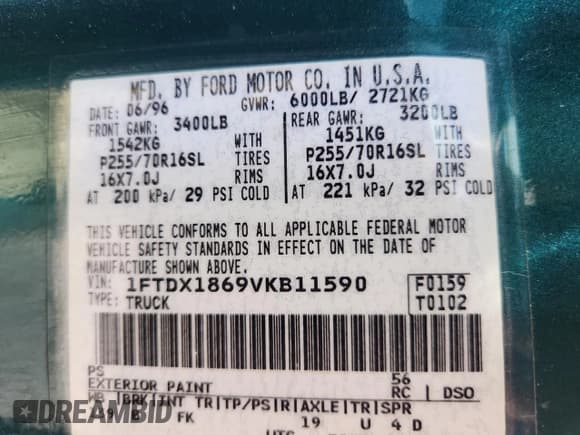 MFD. BY FORD MOTOR CO. IN U.S.A.
DATE: 06/96 GVWR: 6000LB/ 2721KG
FRONT GAWR: 3400LB REAR GAWR: 3200LB
1542KG WITH 1451KG WITH
P255/70R16SL TIRES P255/70R16SL TIRES
16X7.0J RIMS 16X7.0J RIMS
AT 200 kPa/ 29 PSI COLD AT 221 kPa/ 32 PSI COLD
THIS VEHICLE CONFORMS TO ALL APPLICABLE FEDERAL MOTOR
VEHICLE SAFETY STANDARDS IN EFFECT ON THE DATE OF
MANUFACTURE SHOWN ABOVE.
VIN: 1FTDX1869VKB11590 F0159
TYPE: TRUCK T0102
PS 56
EXTERIOR PAINT RC DSO
WB BRK INT TR TP/PS R AXLE TR SPR
FK 19 U 4 D
DREAMBID